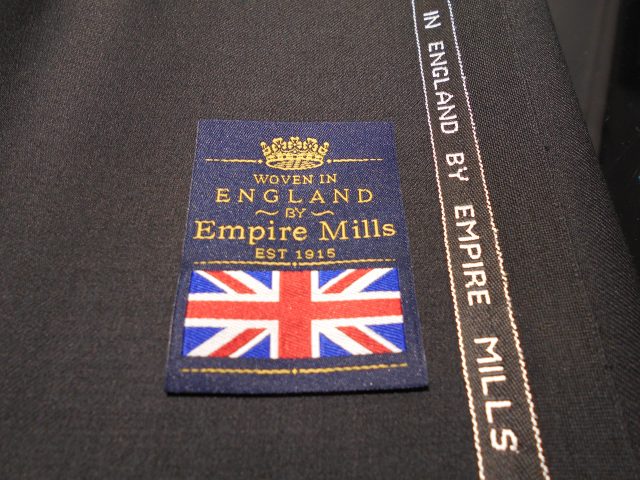 WOVEN IN
ENGLAND
~ BY ~
Empire Mills
EST 1915
IN ENGLAND BY EMPIRE MILLS